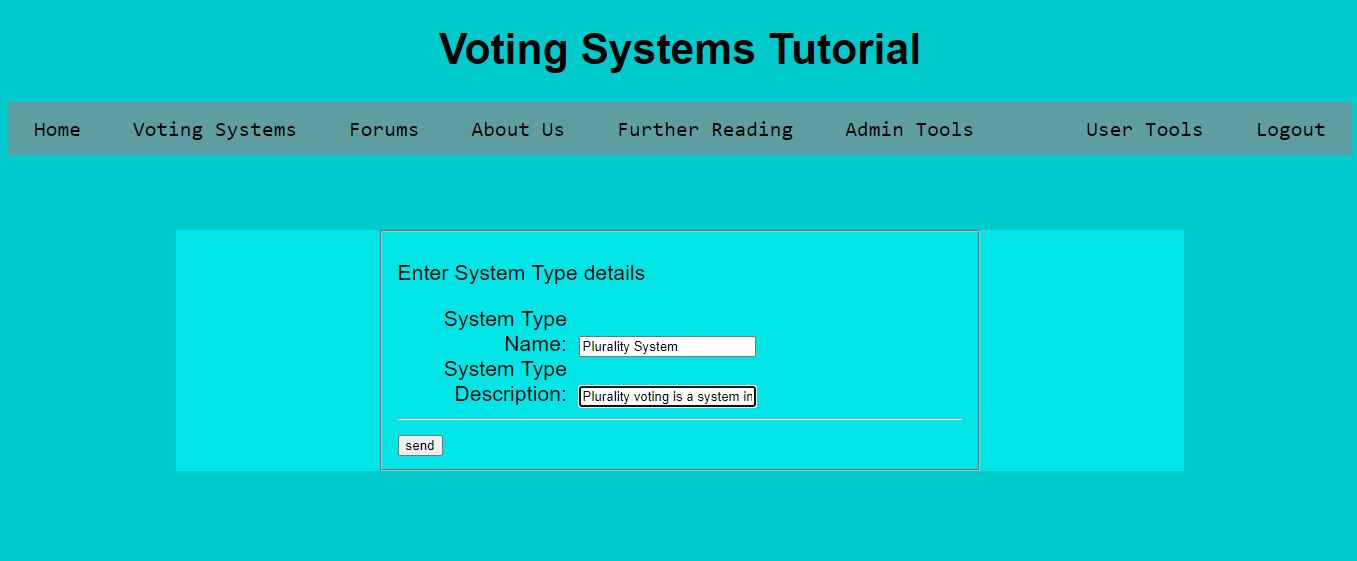 Voting Systems Tutorial
Home Voting Systems Forums About Us Further Reading Admin Tools User Tools Logout
Enter System Type details
System Type
Name: Plurality System
System Type
Description: Plurality voting is a system in
send